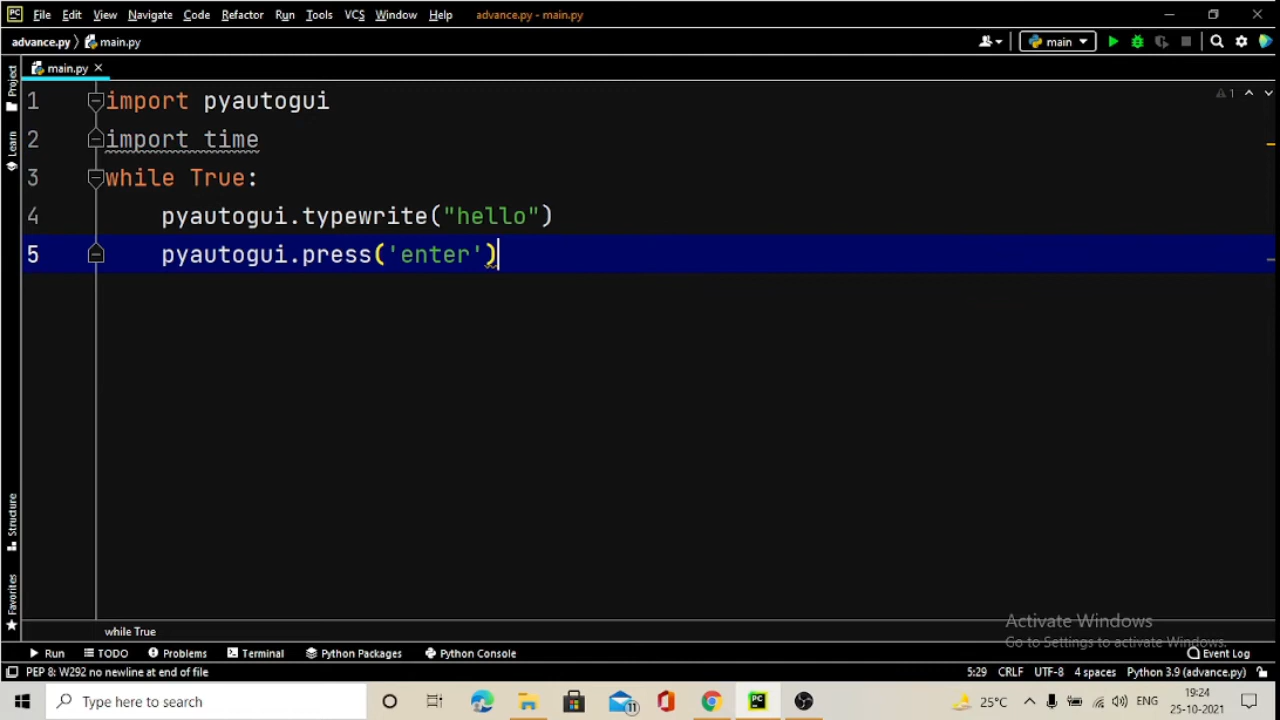 PC File Edit View Navigate Code Refactor Run Tools VCS Window Help advance.py - main.py
advance.py main.py
main
Project
main.py
1 import pyautogui
1
2 import time
Learn
3 while True:
4 pyautogui.typewrite("hello")
5 pyautogui.press('enter')
Structure
Favorites
while True
Activate Windows
Go to Settings to activate Windows.
Run TODO Problems Terminal Python Packages Python Console Event Log
PEP 8: W292 no newline at end of file 5:29 CRLF UTF-8 4 spaces Python 3.9 (advance.py)
Type here to search 11 PC 25°C ENG 19:24
25-10-2021